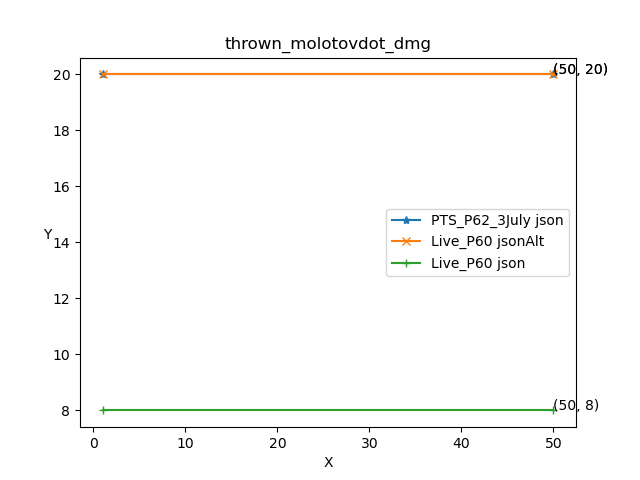 thrown_molotovdot_dmg
(50, 20)
20
18
16
Y
14
12
10
8
PTS_P62_3July json
Live_P60 jsonAlt
Live_P60 json
(50, 8)
0
10
20
30
40
50
X